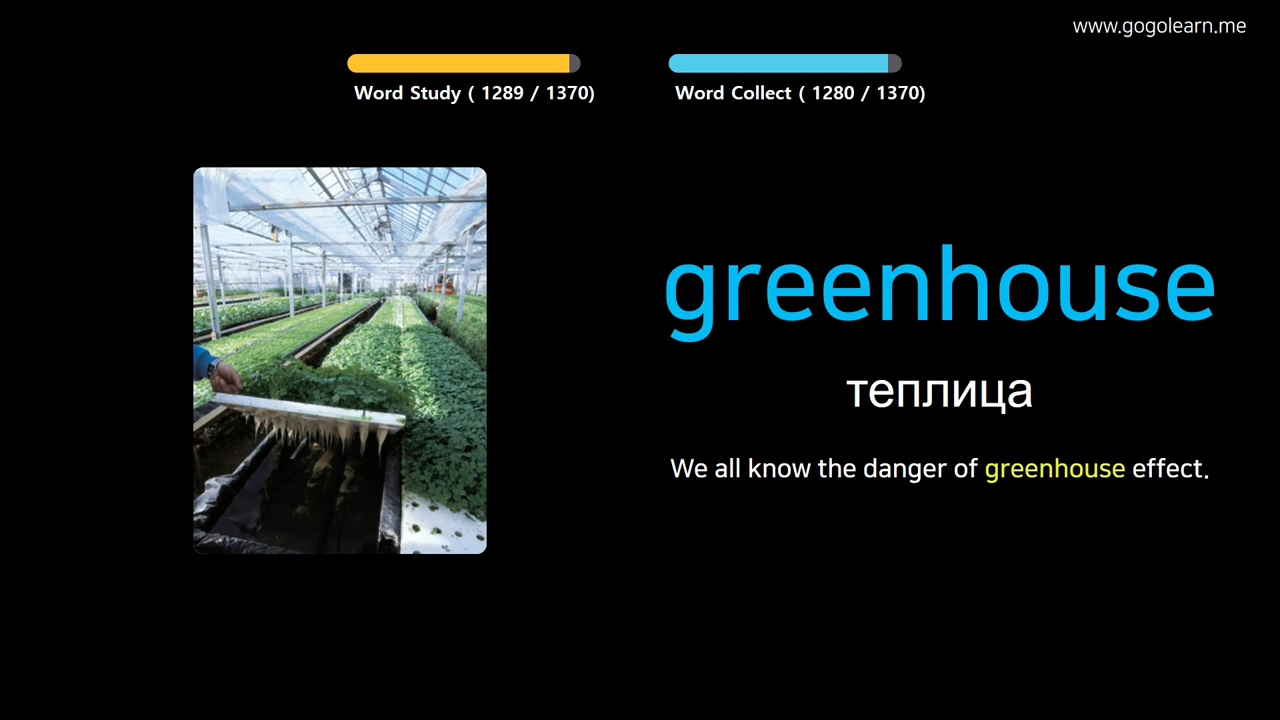 www.gogolearn.me
Word Study ( 1289 / 1370)
Word Collect ( 1280 / 1370)
greenhouse
теплица
We all know the danger of greenhouse effect.